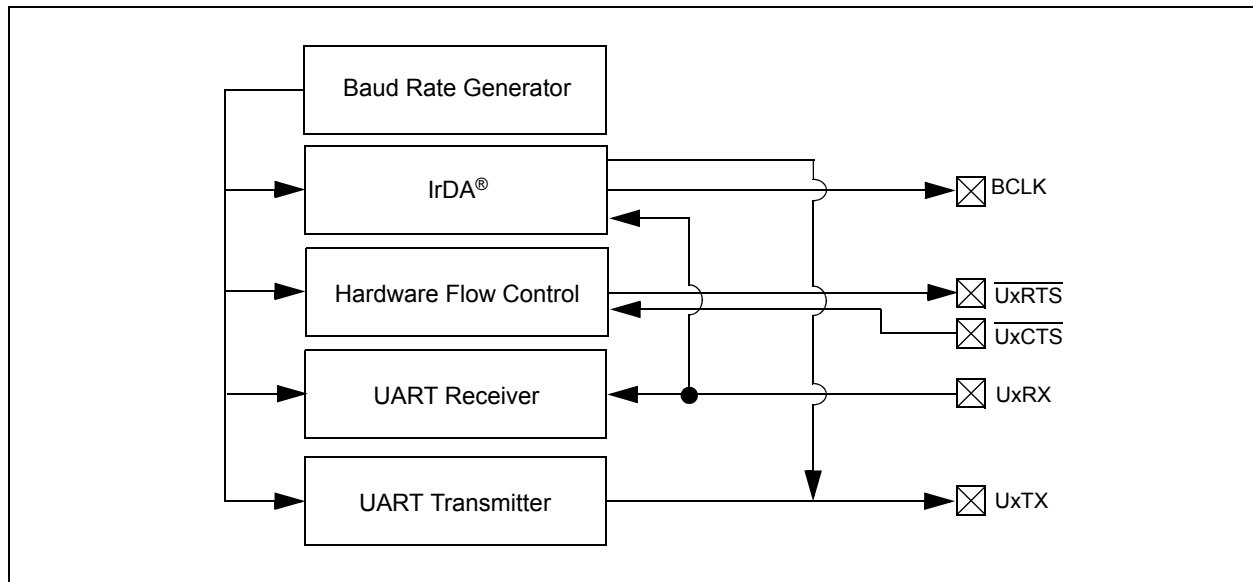 Baud Rate Generator
IrDA®
BCLK
Hardware Flow Control
UxRTS
UxCTS
UART Receiver
UxRX
UART Transmitter
UxTX